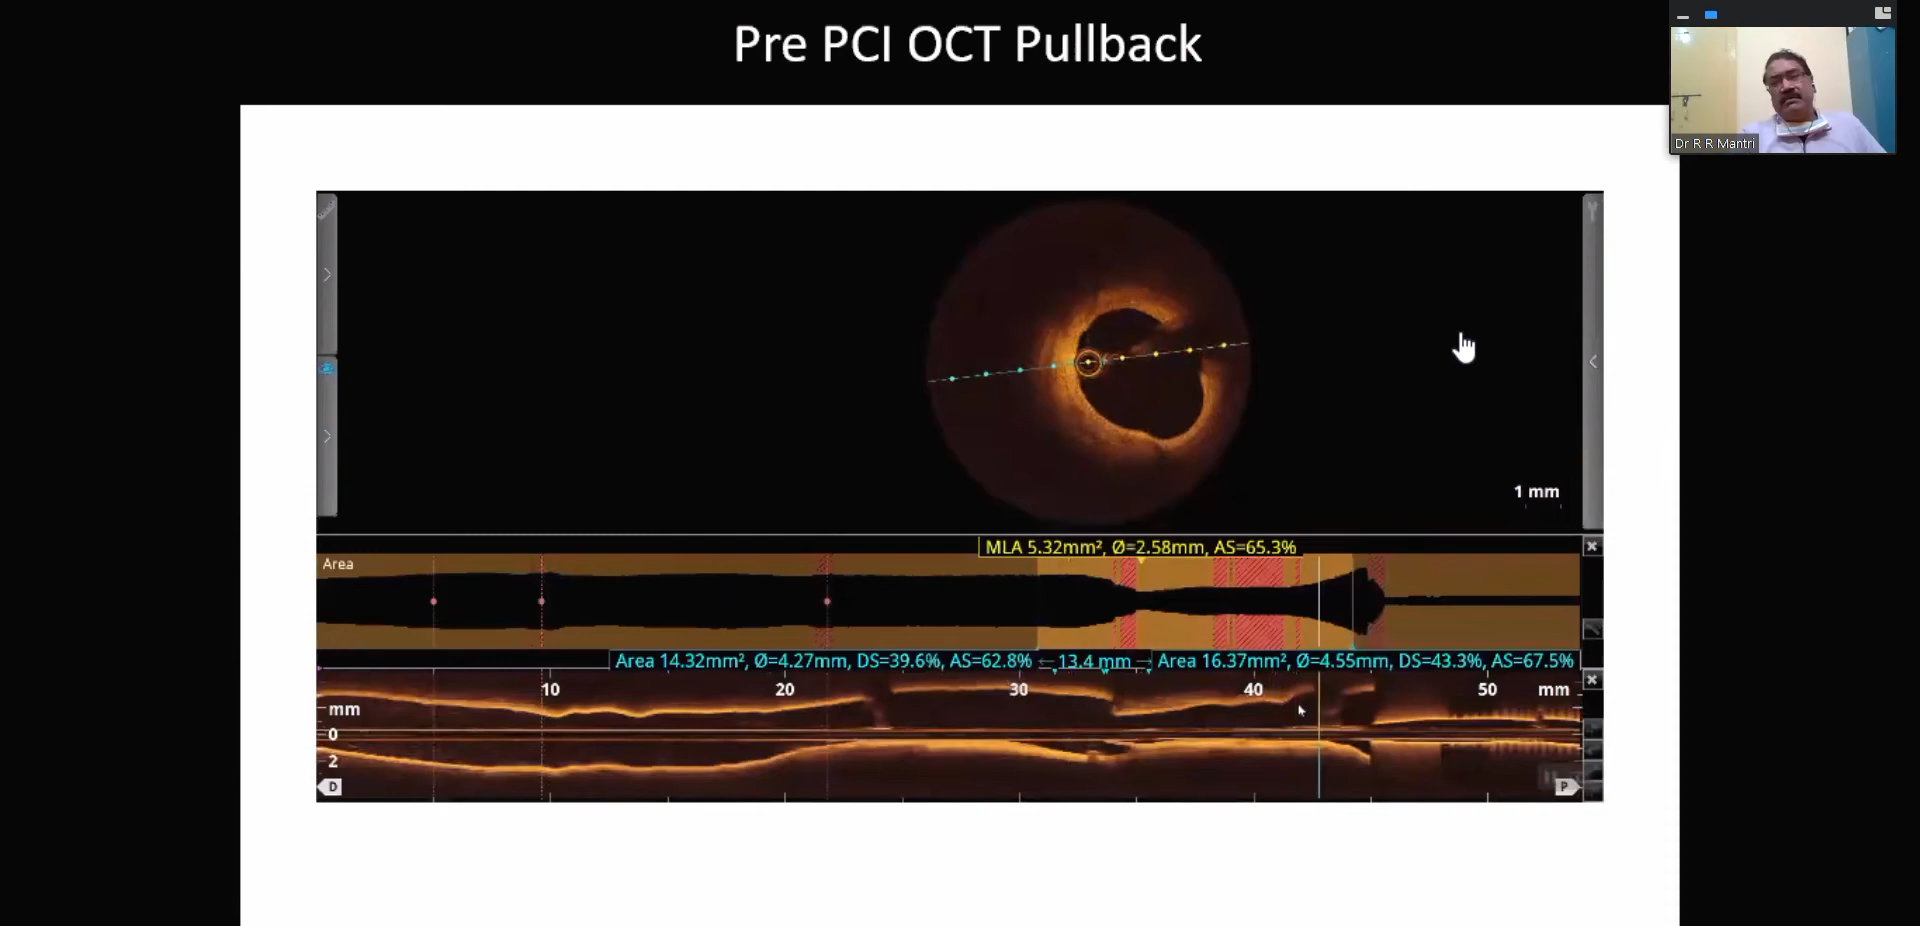 Pre PCI OCT Pullback
Dr R R Mantri
1 mm
MLA 5.32mm², Ø=2.58mm, AS=65.3%
Area
Area 14.32mm², Ø=4.27mm, DS=39.6%, AS=62.8%
13.4 mm
Area 16.37mm², Ø=4.55mm, DS=43.3%, AS=67.5%
10 20 30 40 50 mm
mm
0
2
D
P